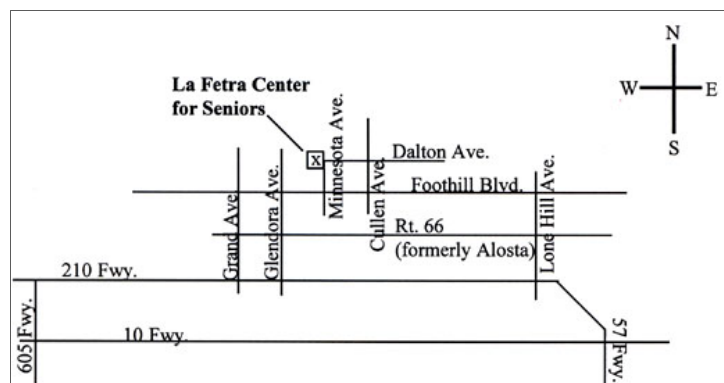 N
W
E
S
La Fetra Center
for Seniors
X
Minnesota Ave.
Dalton Ave.
Foothill Blvd.
Cullen Ave.
Grand Ave.
Glendora Ave.
Rt. 66
(formerly Alosta)
Lone Hill Ave.
210 Fwy.
605 Fwy.
10 Fwy.
57 Fwy.